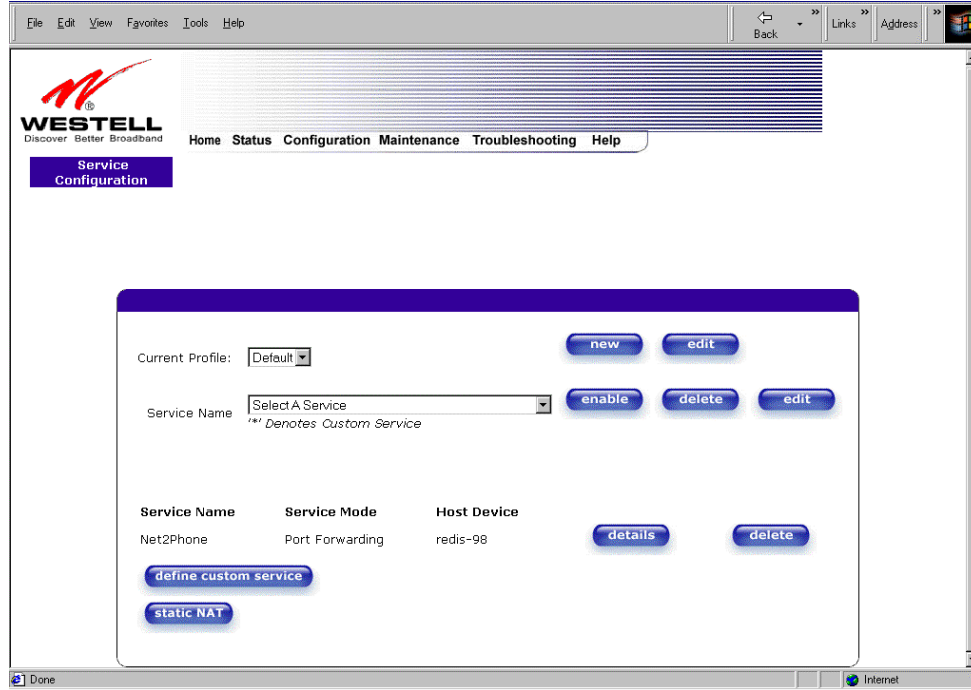 File Edit View Favorites Tools Help
Back
Links
Address
WESTELL
®
Discover Better Broadband
Home Status Configuration Maintenance Troubleshooting Help
Service
Configuration
Current Profile: Default new edit
Service Name Select A Service enable delete edit
'*' Denotes Custom Service
Service Name Service Mode Host Device
Net2Phone Port Forwarding redis-98 details delete
define custom service
static NAT
Done Internet